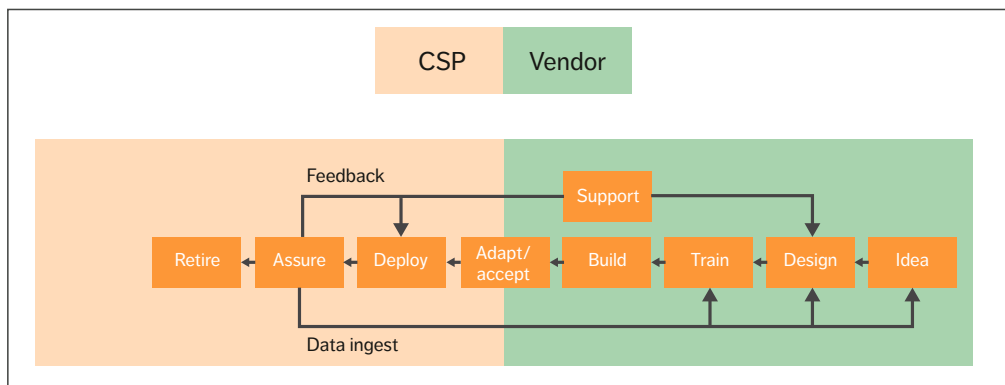 CSP
Vendor
Feedback
Support
Retire
Assure
Deploy
Adapt/
accept
Build
Train
Design
Idea
Data ingest